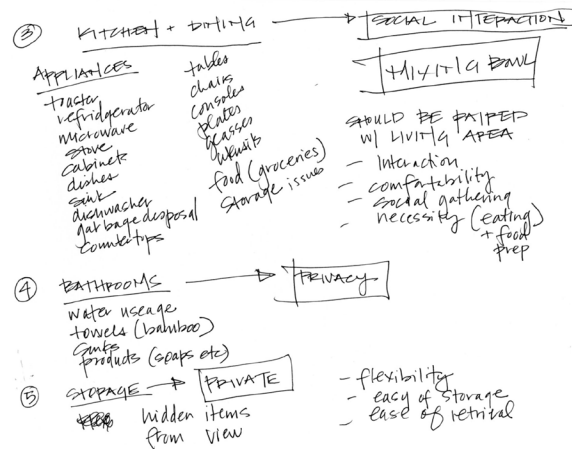 ③ KITCHEN + DINING → SOCIAL INTERACTION
+ MIXING BOWL
APPLIANCES
toaster
refridgerator
microwave
stove
cabinets
dishes
sink
dishwasher
garbage disposal
countertops
tables
chairs
consoles
plates
glasses
utensils
food (groceries)
storage issues
SHOULD BE PAIRED
W/ LIVING AREA
- Interaction
- comfortability
- social gathering
- necessity (eating)
+ food
prep
④ BATHROOMS → PRIVACY
water useage
towels (bamboo)
sinks
products (soaps etc)
⑤ STORAGE → PRIVATE
hidden items
from view
- flexibility
- easy of storage
- ease of retrival